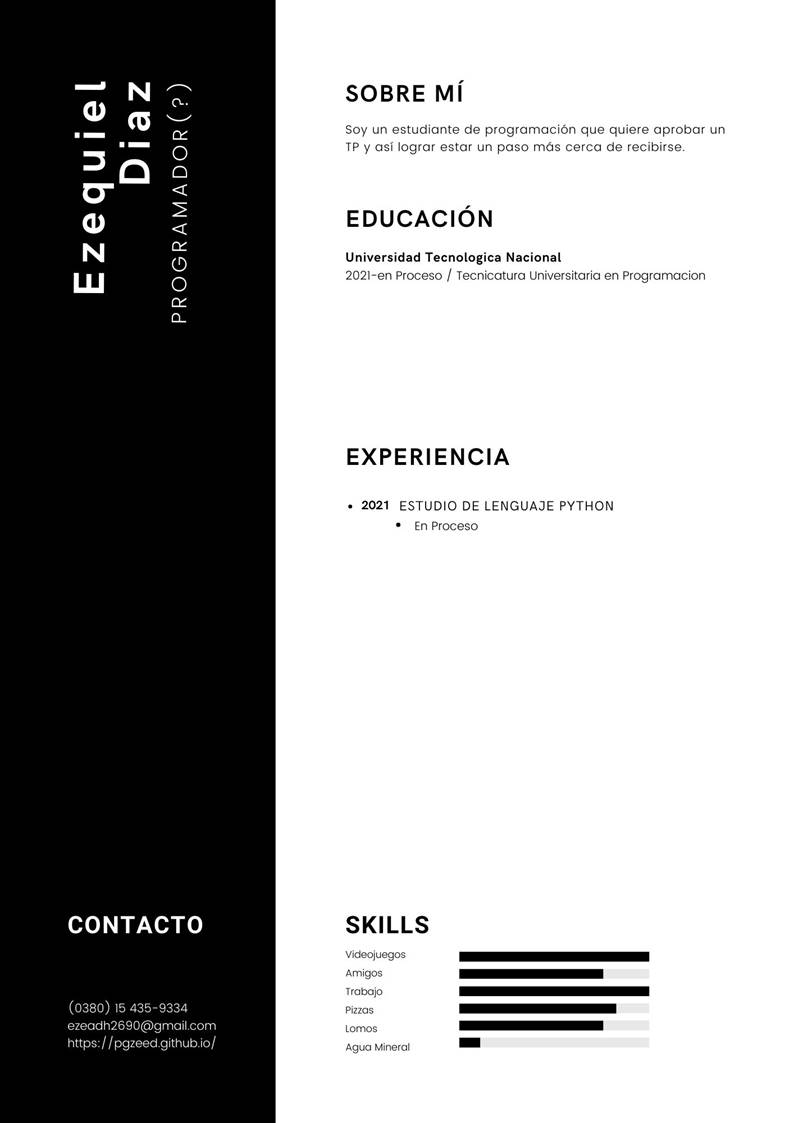 Ezequiel
Diaz
PROGRAMADOR(?)
SOBRE MÍ
Soy un estudiante de programación que quiere aprobar un
TP y así lograr estar un paso más cerca de recibirse.
EDUCACIÓN
Universidad Tecnologica Nacional
2021-en Proceso / Tecnicatura Universitaria en Programacion
EXPERIENCIA
• 2021 ESTUDIO DE LENGUAJE PYTHON
• En Proceso
CONTACTO
(0380) 15 435-9334
ezeadh2690@gmail.com
https://pgzeed.github.io/
SKILLS
Videojuegos
Amigos
Trabajo
Pizzas
Lomos
Agua Mineral